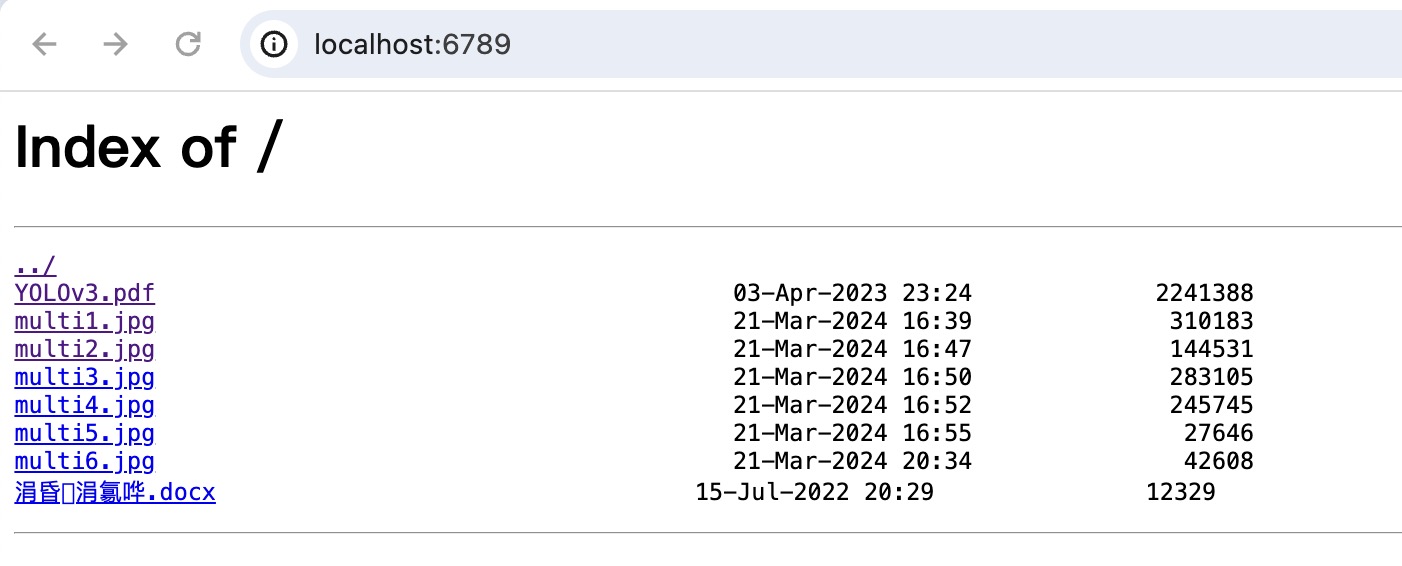 localhost:6789
Index of /
../
YOLOv3.pdf 03-Apr-2023 23:24 2241388
multi1.jpg 21-Mar-2024 16:39 310183
multi2.jpg 21-Mar-2024 16:47 144531
multi3.jpg 21-Mar-2024 16:50 283105
multi4.jpg 21-Mar-2024 16:52 245745
multi5.jpg 21-Mar-2024 16:55 27646
multi6.jpg 21-Mar-2024 20:34 42608
涓昏涓氭哗.docx 15-Jul-2022 20:29 12329